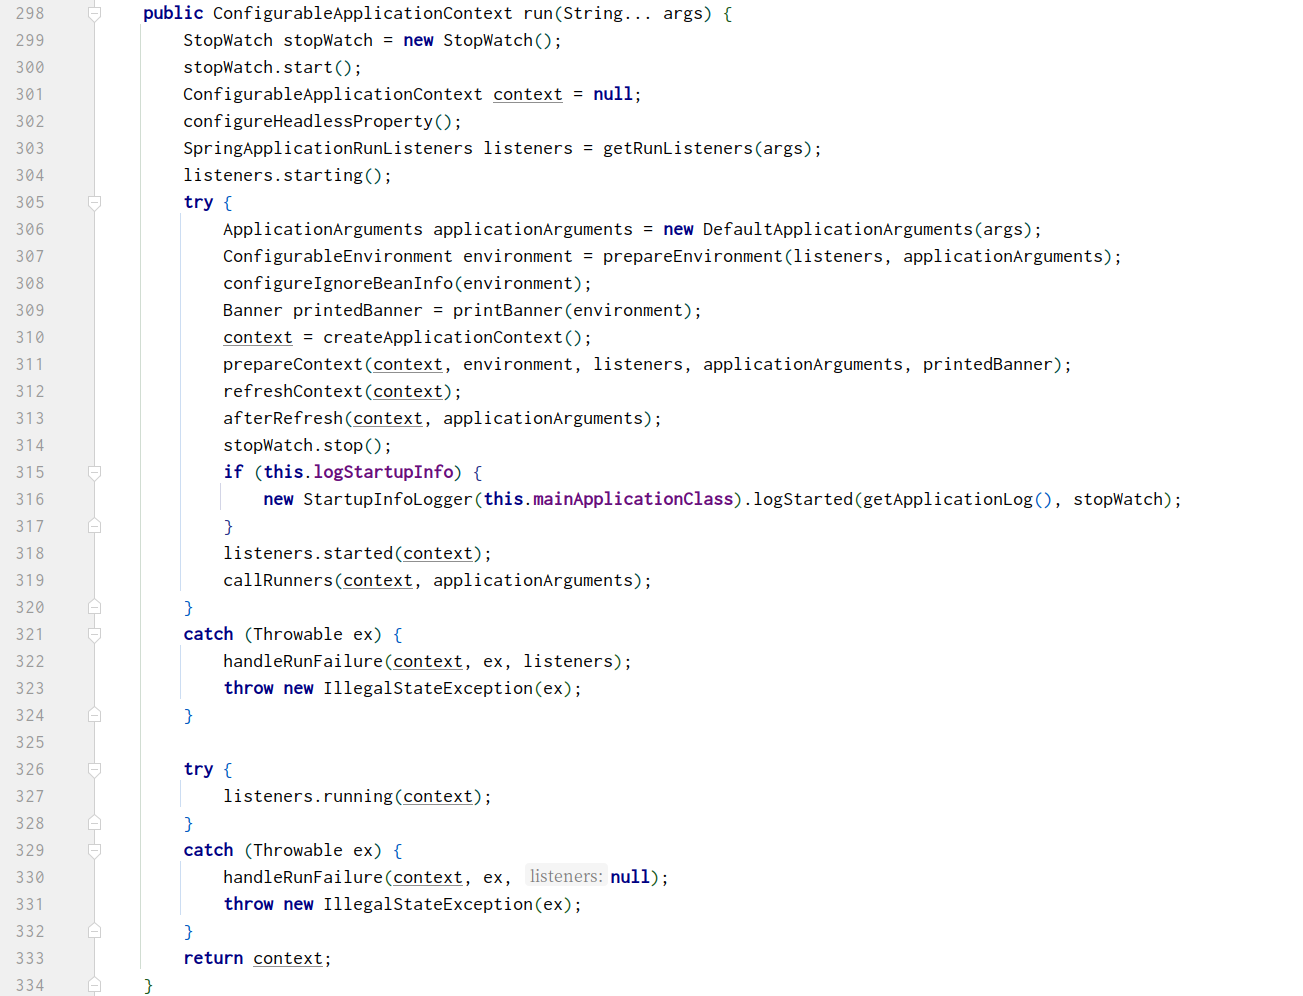 298 public ConfigurableApplicationContext run(String... args) {
299 StopWatch stopWatch = new StopWatch();
300 stopWatch.start();
301 ConfigurableApplicationContext context = null;
302 configureHeadlessProperty();
303 SpringApplicationRunListeners listeners = getRunListeners(args);
304 listeners.starting();
305 try {
306 ApplicationArguments applicationArguments = new DefaultApplicationArguments(args);
307 ConfigurableEnvironment environment = prepareEnvironment(listeners, applicationArguments);
308 configureIgnoreBeanInfo(environment);
309 Banner printedBanner = printBanner(environment);
310 context = createApplicationContext();
311 prepareContext(context, environment, listeners, applicationArguments, printedBanner);
312 refreshContext(context);
313 afterRefresh(context, applicationArguments);
314 stopWatch.stop();
315 if (this.logStartupInfo) {
316 new StartupInfoLogger(this.mainApplicationClass).logStarted(getApplicationLog(), stopWatch);
317 }
318 listeners.started(context);
319 callRunners(context, applicationArguments);
320 }
321 catch (Throwable ex) {
322 handleRunFailure(context, ex, listeners);
323 throw new IllegalStateException(ex);
324 }
325
326 try {
327 listeners.running(context);
328 }
329 catch (Throwable ex) {
330 handleRunFailure(context, ex, listeners: null);
331 throw new IllegalStateException(ex);
332 }
333 return context;
334 }